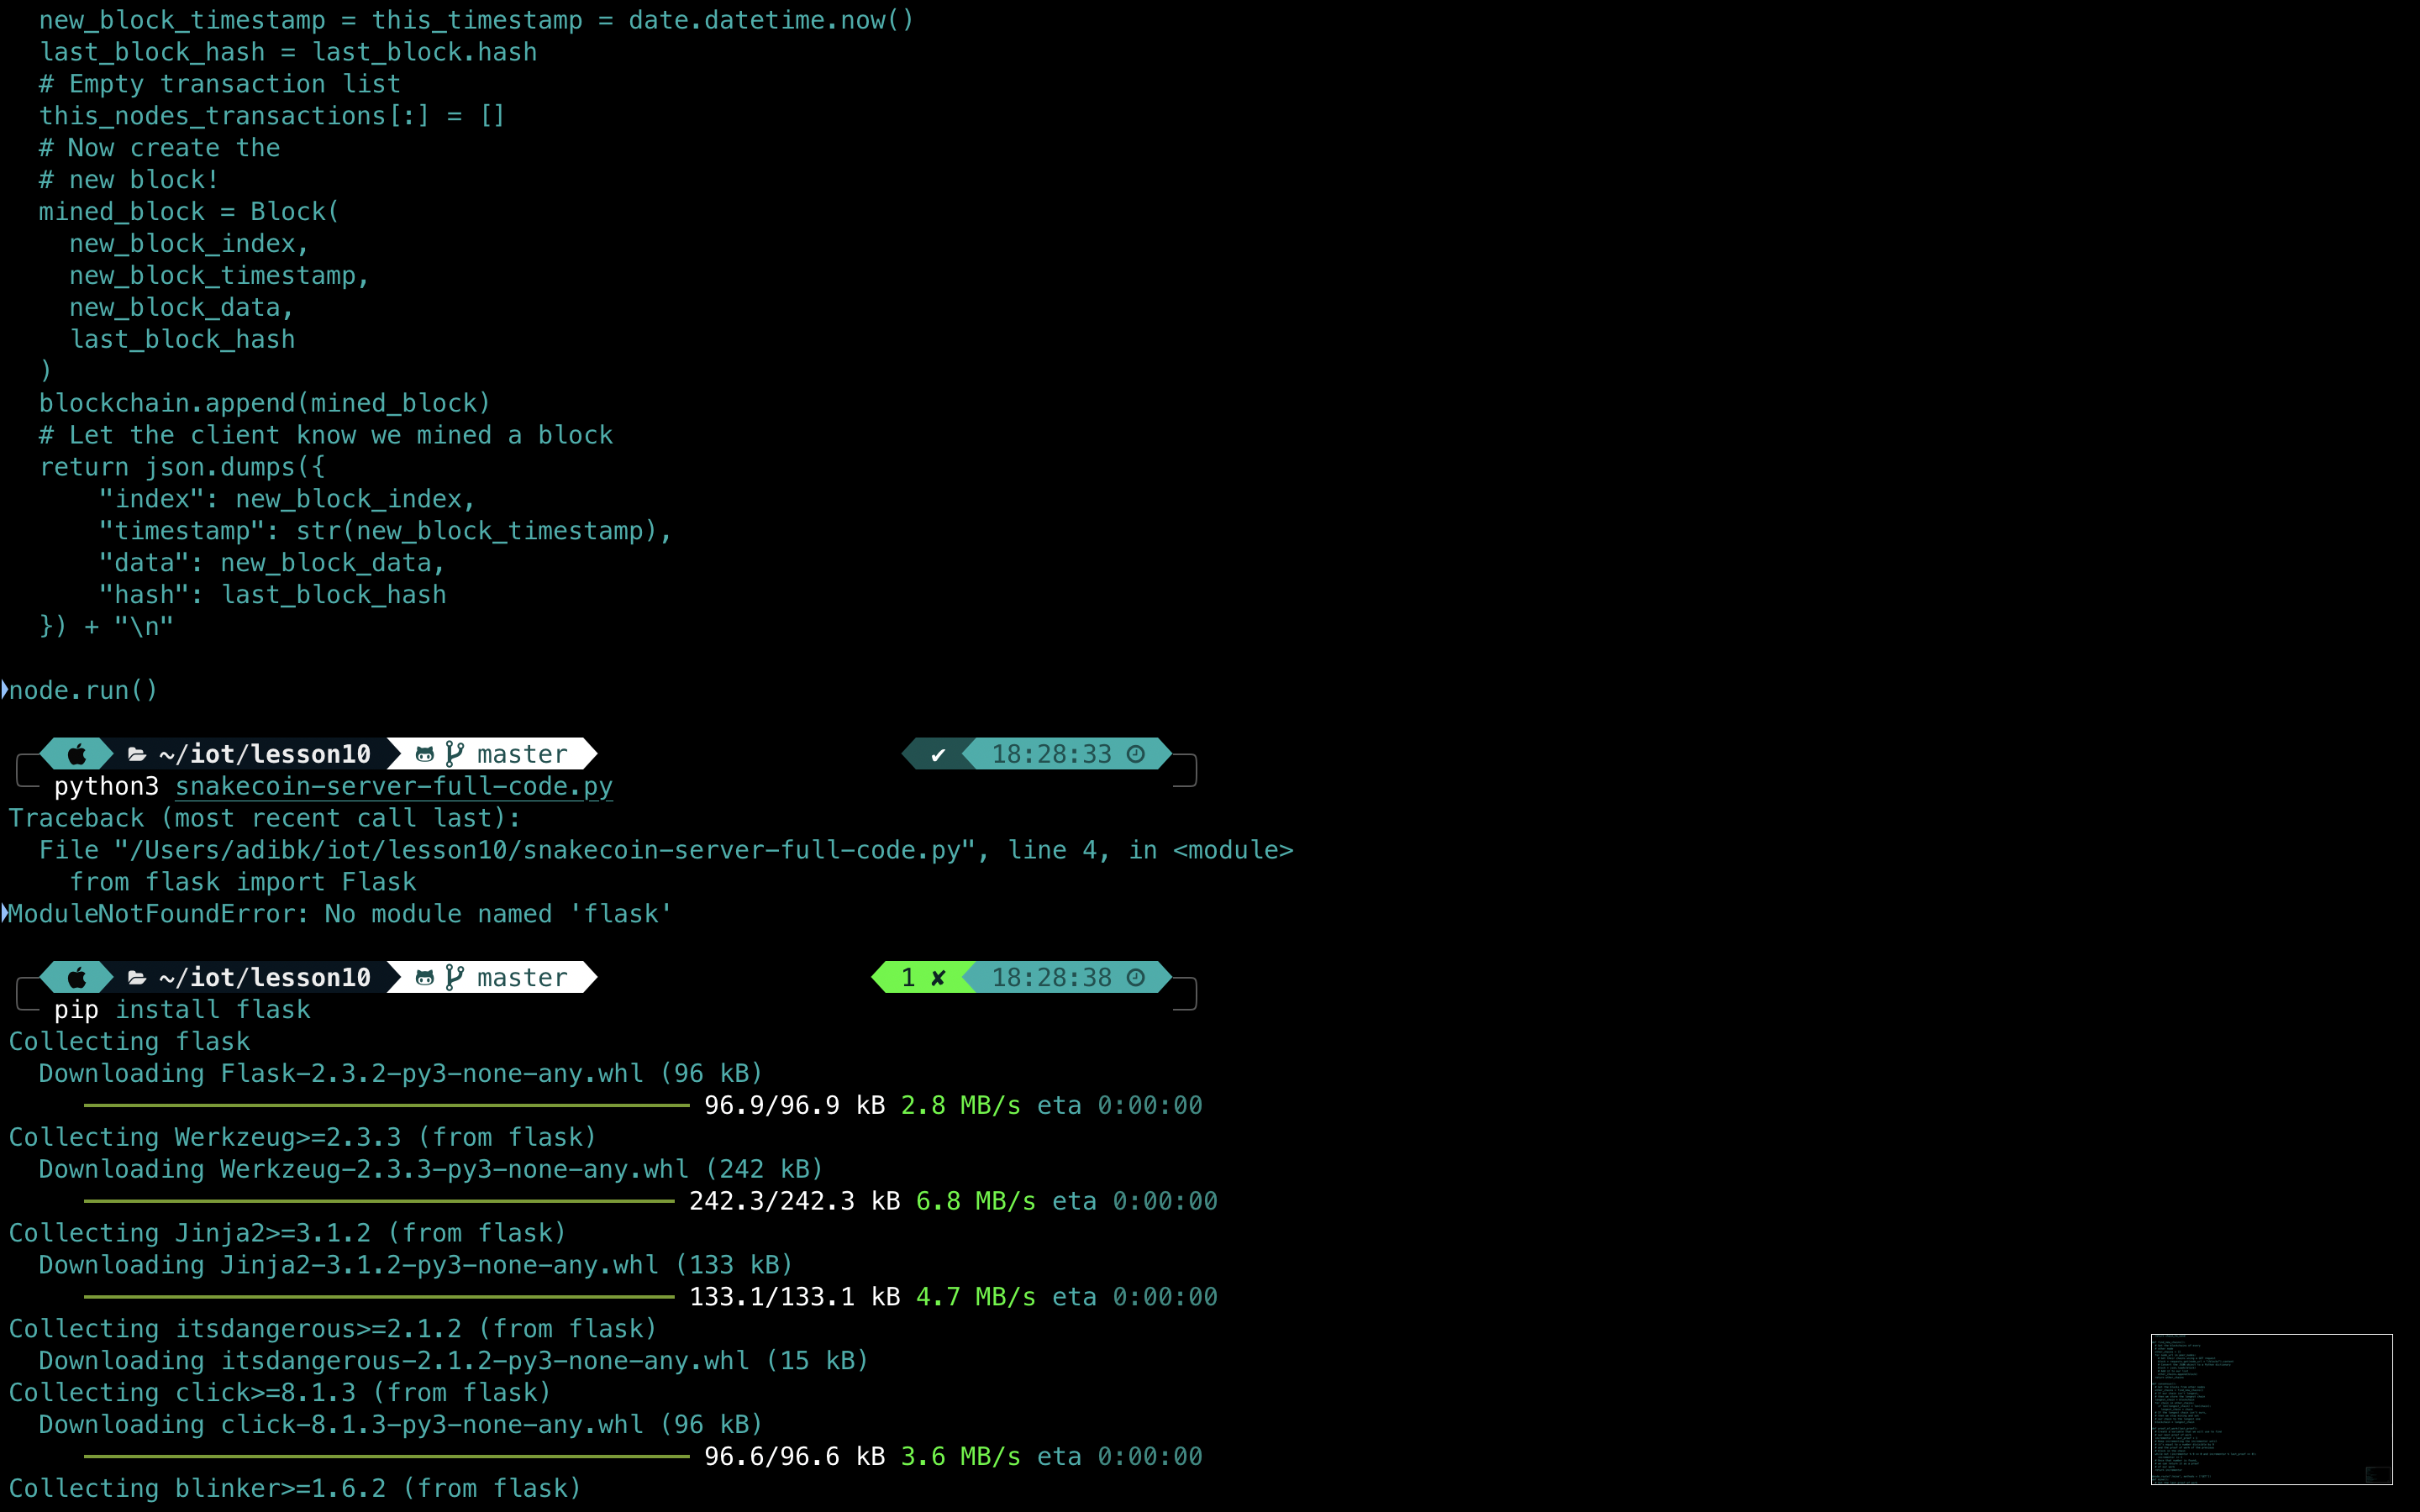 new_block_timestamp = this_timestamp = date.datetime.now()
  last_block_hash = last_block.hash
  # Empty transaction list
  this_nodes_transactions[:] = []
  # Now create the
  # new block!
  mined_block = Block(
    new_block_index,
    new_block_timestamp,
    new_block_data,
    last_block_hash
  )
  blockchain.append(mined_block)
  # Let the client know we mined a block
  return json.dumps({
      "index": new_block_index,
      "timestamp": str(new_block_timestamp),
      "data": new_block_data,
      "hash": last_block_hash
  }) + "\n"
node.run()
~/iot/lesson10 master ✔ 18:28:33
python3 snakecoin-server-full-code.py
Traceback (most recent call last):
  File "/Users/adibk/iot/lesson10/snakecoin-server-full-code.py", line 4, in <module>
    from flask import Flask
ModuleNotFoundError: No module named 'flask'
~/iot/lesson10 master 1 ✘ 18:28:38
pip install flask
Collecting flask
  Downloading Flask-2.3.2-py3-none-any.whl (96 kB)
96.9/96.9 kB 2.8 MB/s eta 0:00:00
Collecting Werkzeug>=2.3.3 (from flask)
  Downloading Werkzeug-2.3.3-py3-none-any.whl (242 kB)
242.3/242.3 kB 6.8 MB/s eta 0:00:00
Collecting Jinja2>=3.1.2 (from flask)
  Downloading Jinja2-3.1.2-py3-none-any.whl (133 kB)
133.1/133.1 kB 4.7 MB/s eta 0:00:00
Collecting itsdangerous>=2.1.2 (from flask)
  Downloading itsdangerous-2.1.2-py3-none-any.whl (15 kB)
Collecting click>=8.1.3 (from flask)
  Downloading click-8.1.3-py3-none-any.whl (96 kB)
96.6/96.6 kB 3.6 MB/s eta 0:00:00
Collecting blinker>=1.6.2 (from flask)